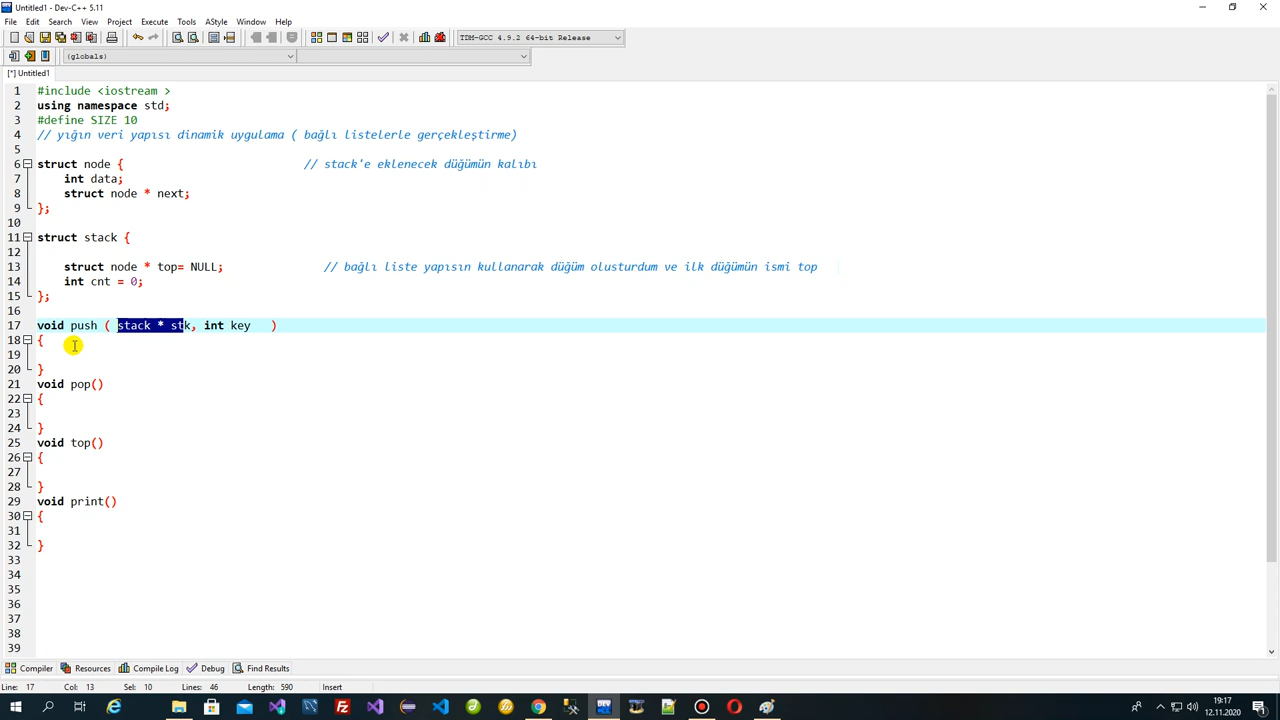 Untitled1 - Dev-C++ 5.11
File Edit Search View Project Execute Tools AStyle Window Help
TDM-GCC 4.9.2 64-bit Release
(globals)
[*] Untitled1
1 #include <iostream >
2 using namespace std;
3 #define SIZE 10
4 // yığın veri yapısı dinamik uygulama ( bağlı listelerle gerçekleştirme)
5
6 struct node { // stack'e eklenecek düğümün kalıbı
7 int data;
8 struct node * next;
9 };
10
11 struct stack {
12
13 struct node * top= NULL; // bağlı liste yapısın kullanarak düğüm olusturdum ve ilk düğümün ismi top
14 int cnt = 0;
15 };
16
17 void push ( stack * stk, int key )
18 {
19
20 }
21 void pop()
22 {
23
24 }
25 void top()
26 {
27
28 }
29 void print()
30 {
31
32 }
33
34
35
36
37
38
39
Compiler Resources Compile Log Debug Find Results
Line: 17 Col: 13 Sel: 10 Lines: 46 Length: 590 Insert
19:17
12.11.2020